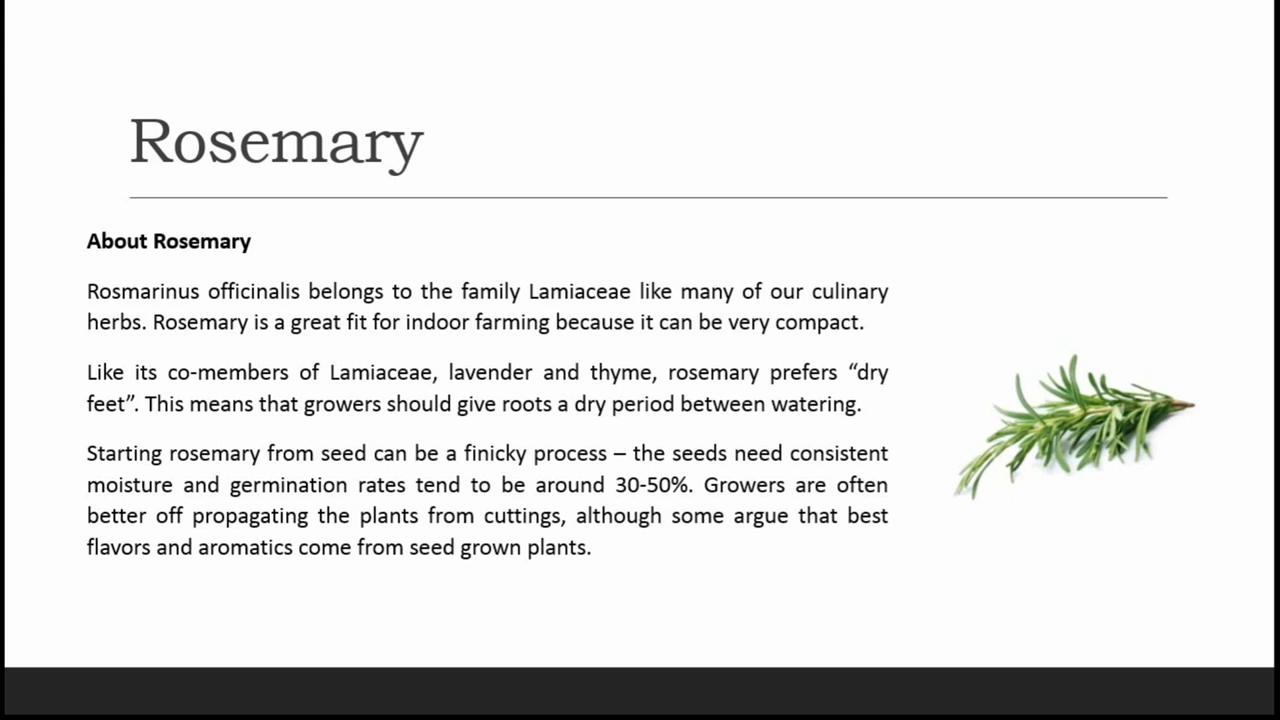 Rosemary
About Rosemary
Rosmarinus officinalis belongs to the family Lamiaceae like many of our culinary
herbs. Rosemary is a great fit for indoor farming because it can be very compact.
Like its co-members of Lamiaceae, lavender and thyme, rosemary prefers “dry
feet”. This means that growers should give roots a dry period between watering.
Starting rosemary from seed can be a finicky process – the seeds need consistent
moisture and germination rates tend to be around 30-50%. Growers are often
better off propagating the plants from cuttings, although some argue that best
flavors and aromatics come from seed grown plants.